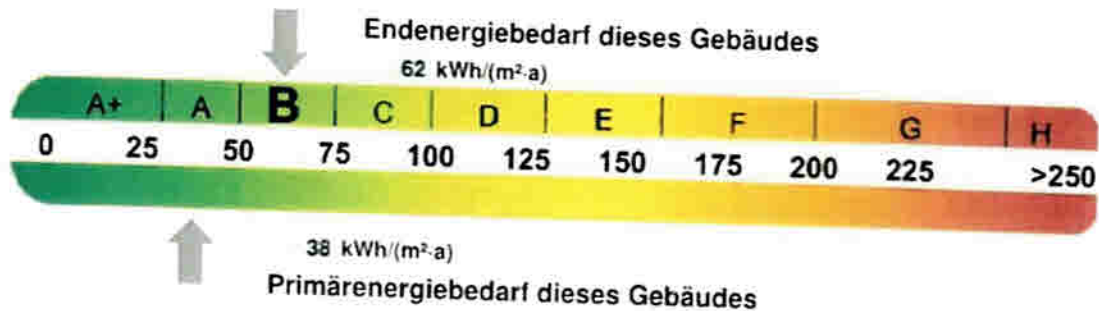 Endenergiebedarf dieses Gebäudes
62 kWh/(m²·a)
A+ A B C D E F G H
0 25 50 75 100 125 150 175 200 225 >250
38 kWh/(m²·a)
Primärenergiebedarf dieses Gebäudes